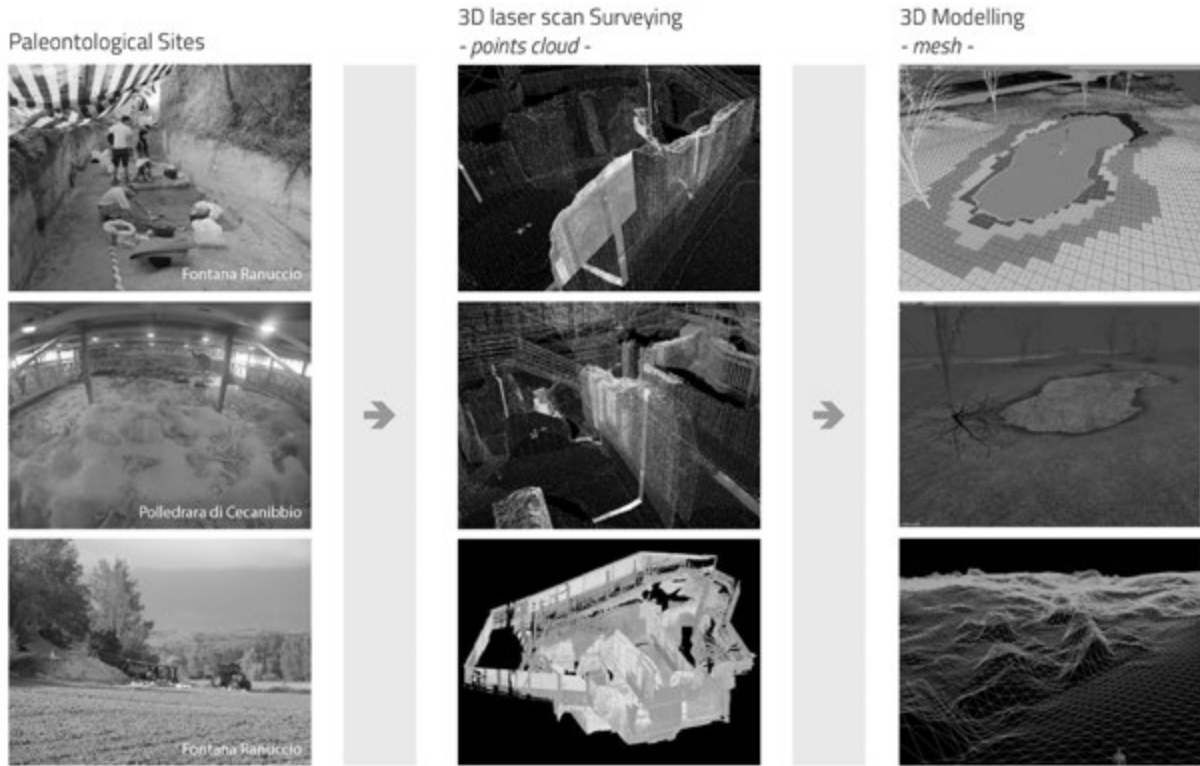 Paleontological Sites
3D laser scan Surveying
- points cloud -
3D Modelling
- mesh -
Fontana Ranuccio
Polledrara di Cecanibbio
Fontana Ranuccio